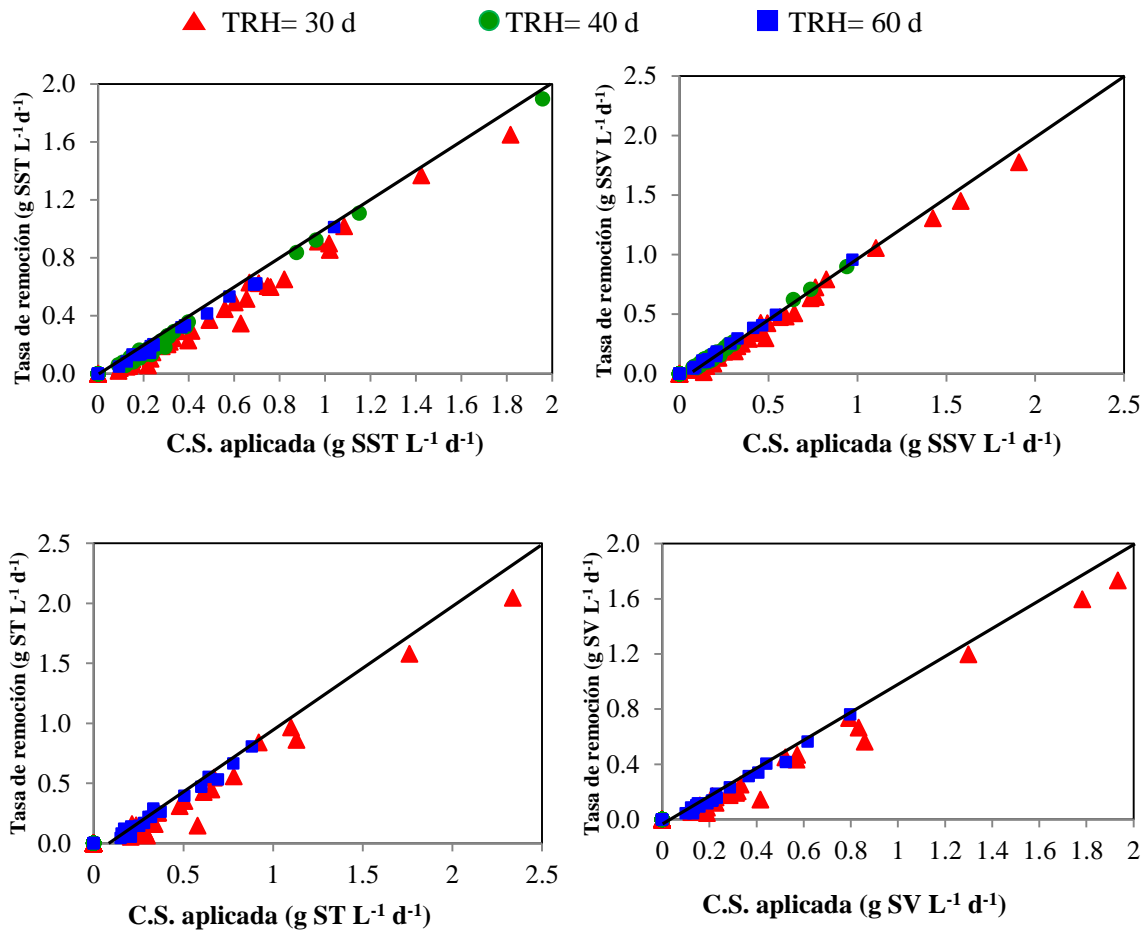 TRH= 30 d
TRH= 40 d
TRH= 60 d
Tasa de remoción (g SST L-1 d-1)
2.0
1.6
1.2
0.8
0.4
0.0
0 0.2 0.4 0.6 0.8 1 1.2 1.4 1.6 1.8 2
C.S. aplicada (g SST L-1 d-1)
Tasa de remoción (g SSV L-1 d-1)
2.5
2.0
1.5
1.0
0.5
0.0
0 0.5 1 1.5 2 2.5
C.S. aplicada (g SSV L-1 d-1)
Tasa de remoción (g ST L-1 d-1)
2.5
2.0
1.5
1.0
0.5
0.0
0 0.5 1 1.5 2 2.5
C.S. aplicada (g ST L-1 d-1)
Tasa de remoción (g SV L-1 d-1)
2.0
1.6
1.2
0.8
0.4
0.0
0 0.2 0.4 0.6 0.8 1 1.2 1.4 1.6 1.8 2
C.S. aplicada (g SV L-1 d-1)